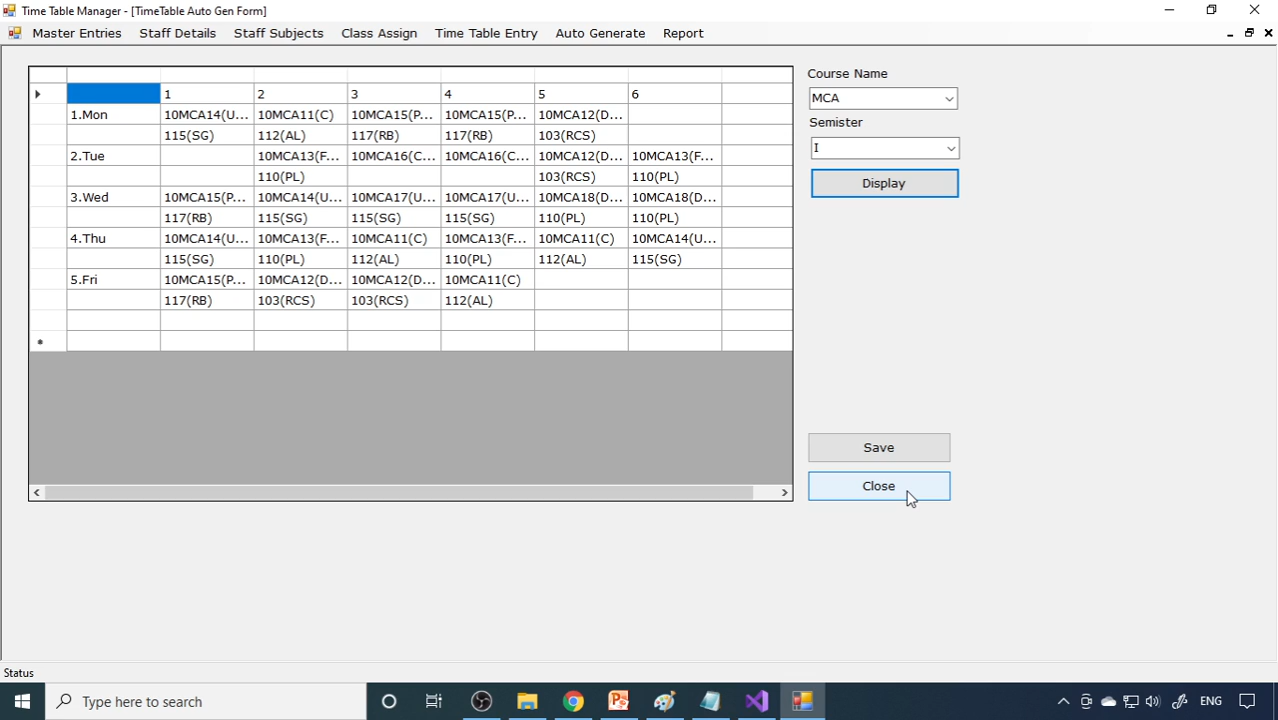 Time Table Manager - [TimeTable Auto Gen Form]
Master Entries Staff Details Staff Subjects Class Assign Time Table Entry Auto Generate Report
1 2 3 4 5 6
1.Mon 10MCA14(U... 10MCA11(C) 10MCA15(P... 10MCA15(P... 10MCA12(D...
115(SG) 112(AL) 117(RB) 117(RB) 103(RCS)
2.Tue 10MCA13(F... 10MCA16(C... 10MCA16(C... 10MCA12(D... 10MCA13(F...
110(PL) 103(RCS) 110(PL)
3.Wed 10MCA15(P... 10MCA14(U... 10MCA17(U... 10MCA17(U... 10MCA18(D... 10MCA18(D...
117(RB) 115(SG) 115(SG) 115(SG) 110(PL) 110(PL)
4.Thu 10MCA14(U... 10MCA13(F... 10MCA11(C) 10MCA13(F... 10MCA11(C) 10MCA14(U...
115(SG) 110(PL) 112(AL) 110(PL) 112(AL) 115(SG)
5.Fri 10MCA15(P... 10MCA12(D... 10MCA12(D... 10MCA11(C)
117(RB) 103(RCS) 103(RCS) 112(AL)
Course Name
MCA
Semister
I
Display
Save
Close
Status
Type here to search
ENG